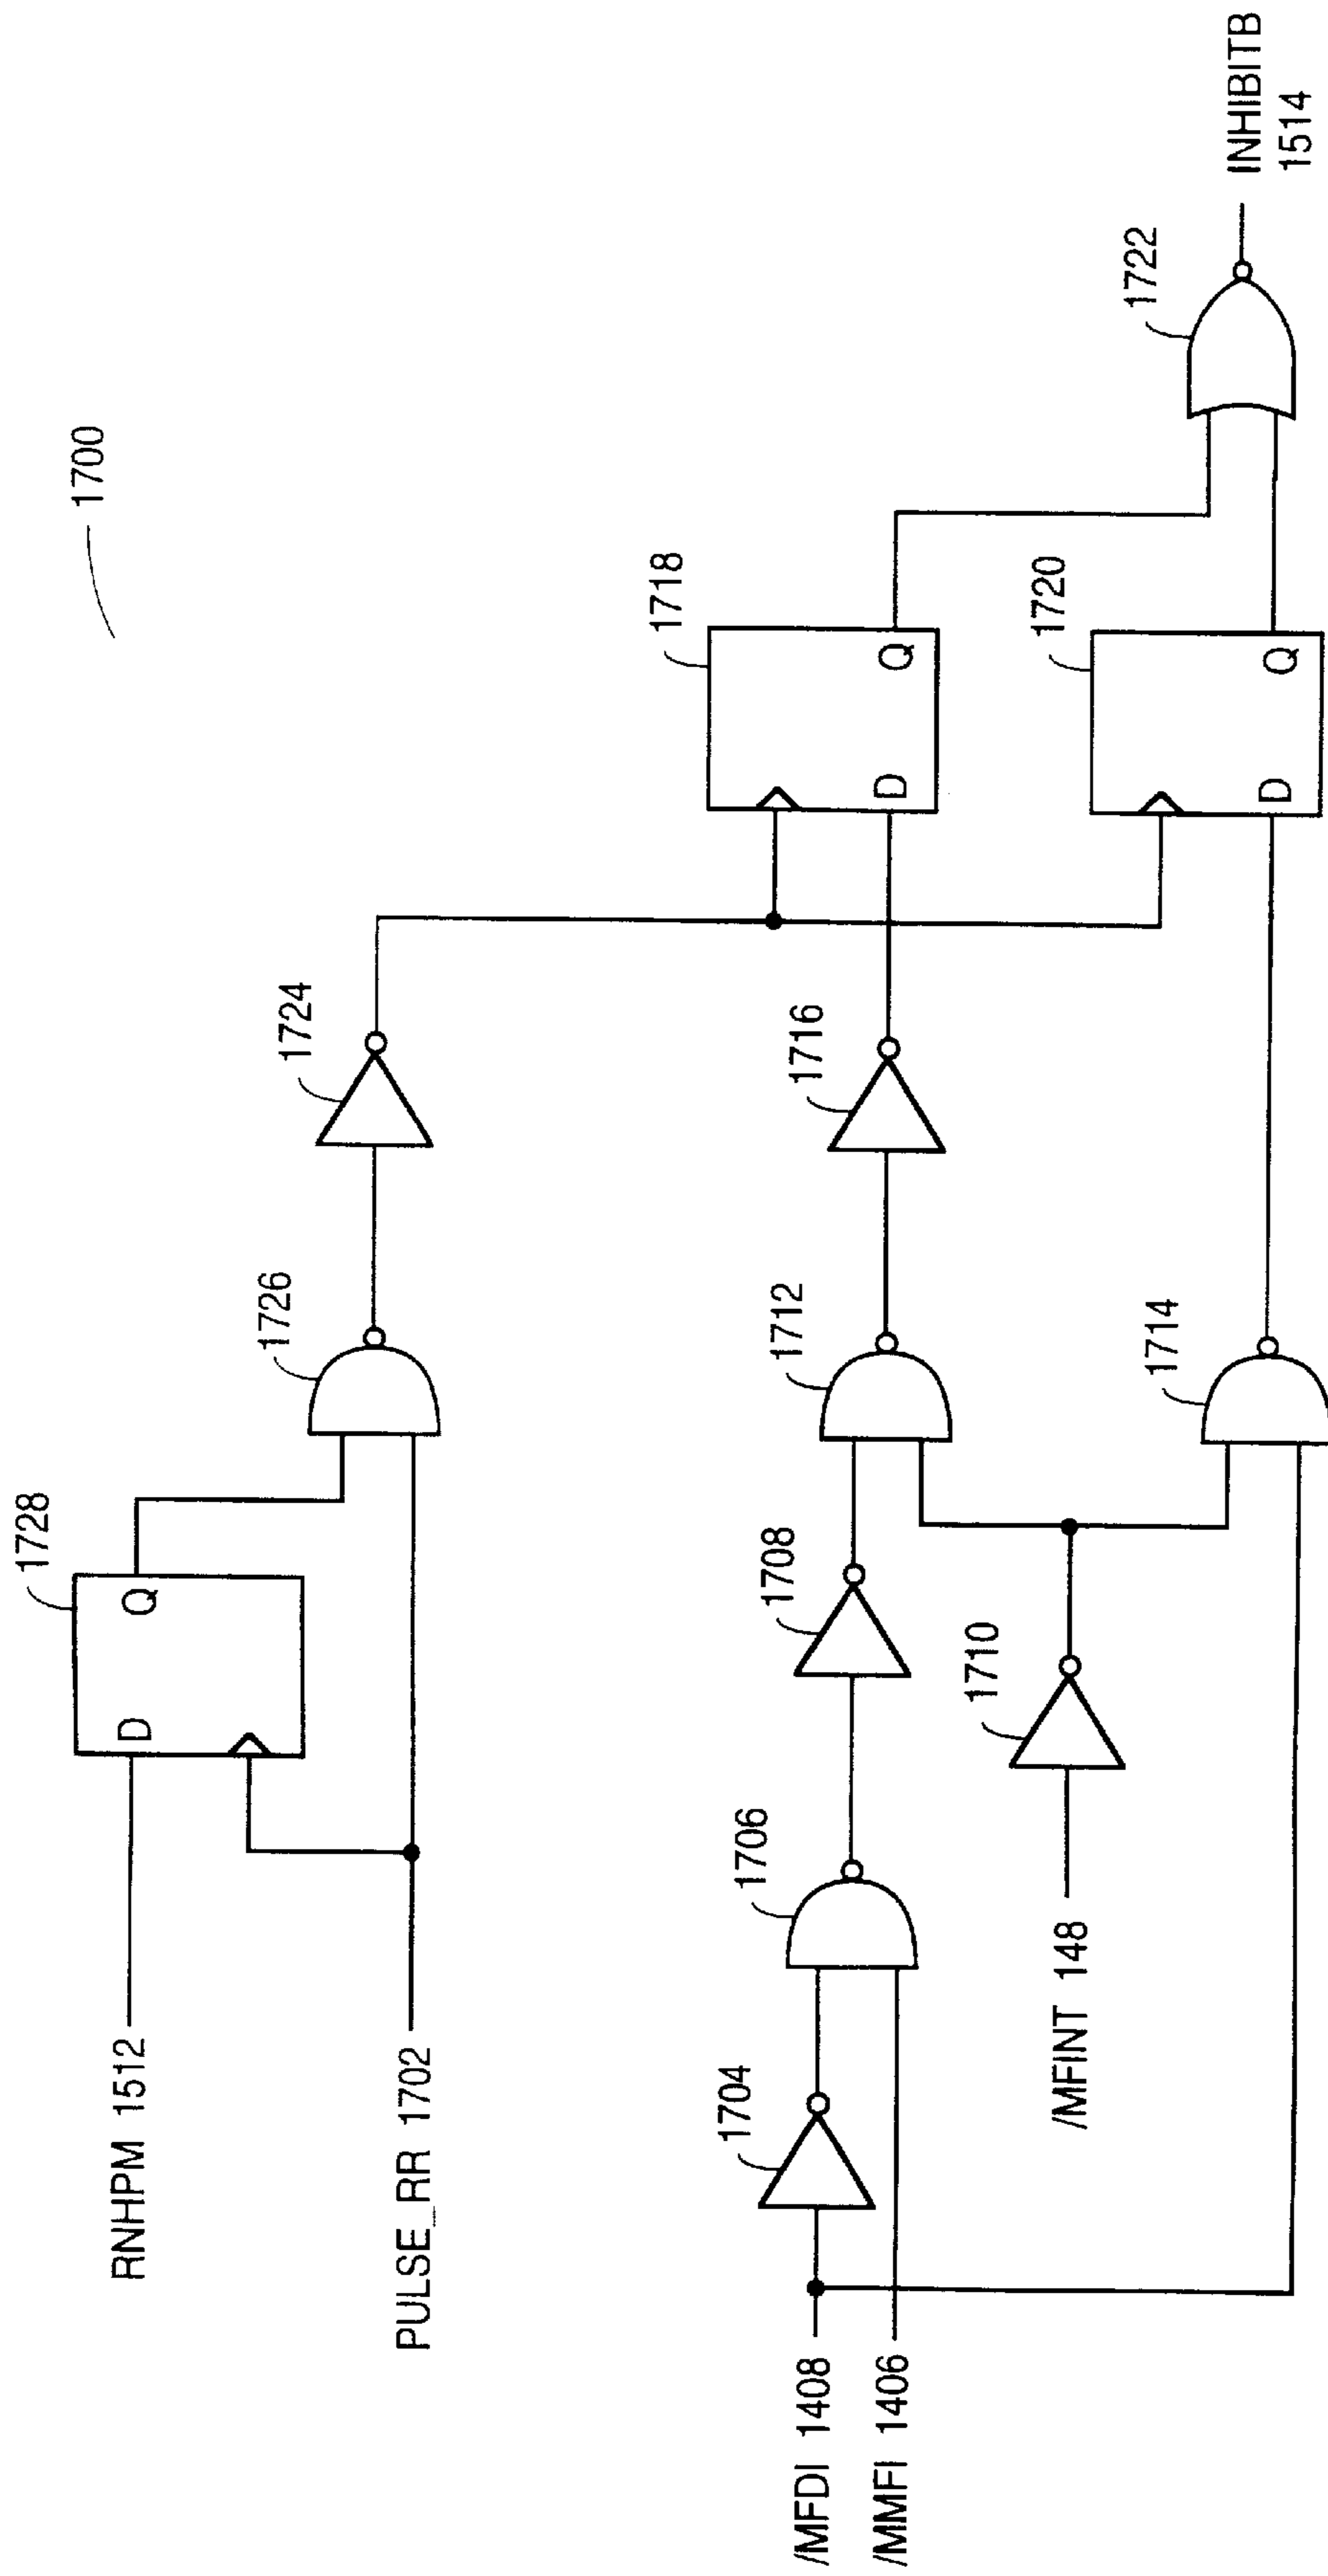 1700
RNHPM 1512
D
Q
1728
PULSE_RR 1702
1726
1724
/MFDI 1408
/MMFI 1406
1704
1706
1708
1712
1716
D
Q
1718
/MFINT 148
1710
1714
D
Q
1720
1722
INHIBITB
1514